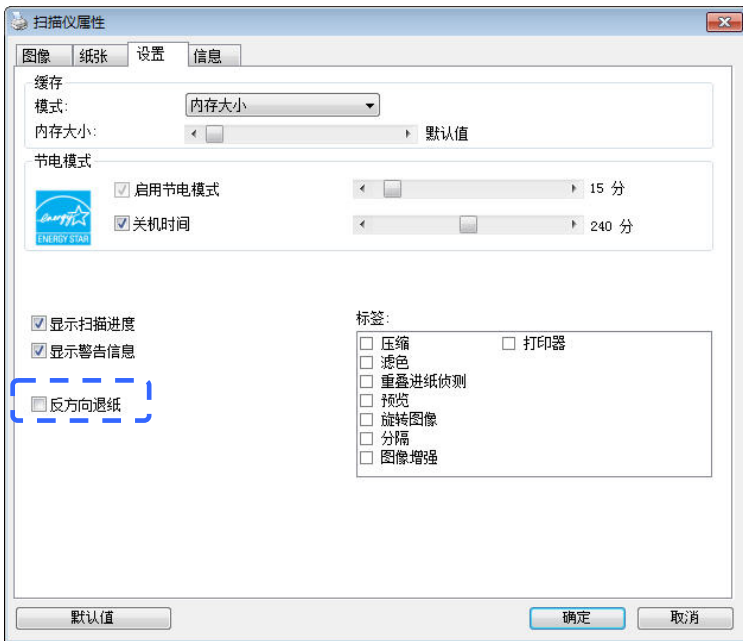 扫描仪属性
图像 纸张 设置 信息
缓存
模式: 内存大小
内存大小: 默认值
节电模式
启用节电模式 15 分
关机时间 240 分
energy
ENERGY STAR
显示扫描进度
显示警告信息
反方向退纸
标签:
压缩 打印器
滤色
重叠进纸侦测
预览
旋转图像
分隔
图像增强
默认值 确定 取消